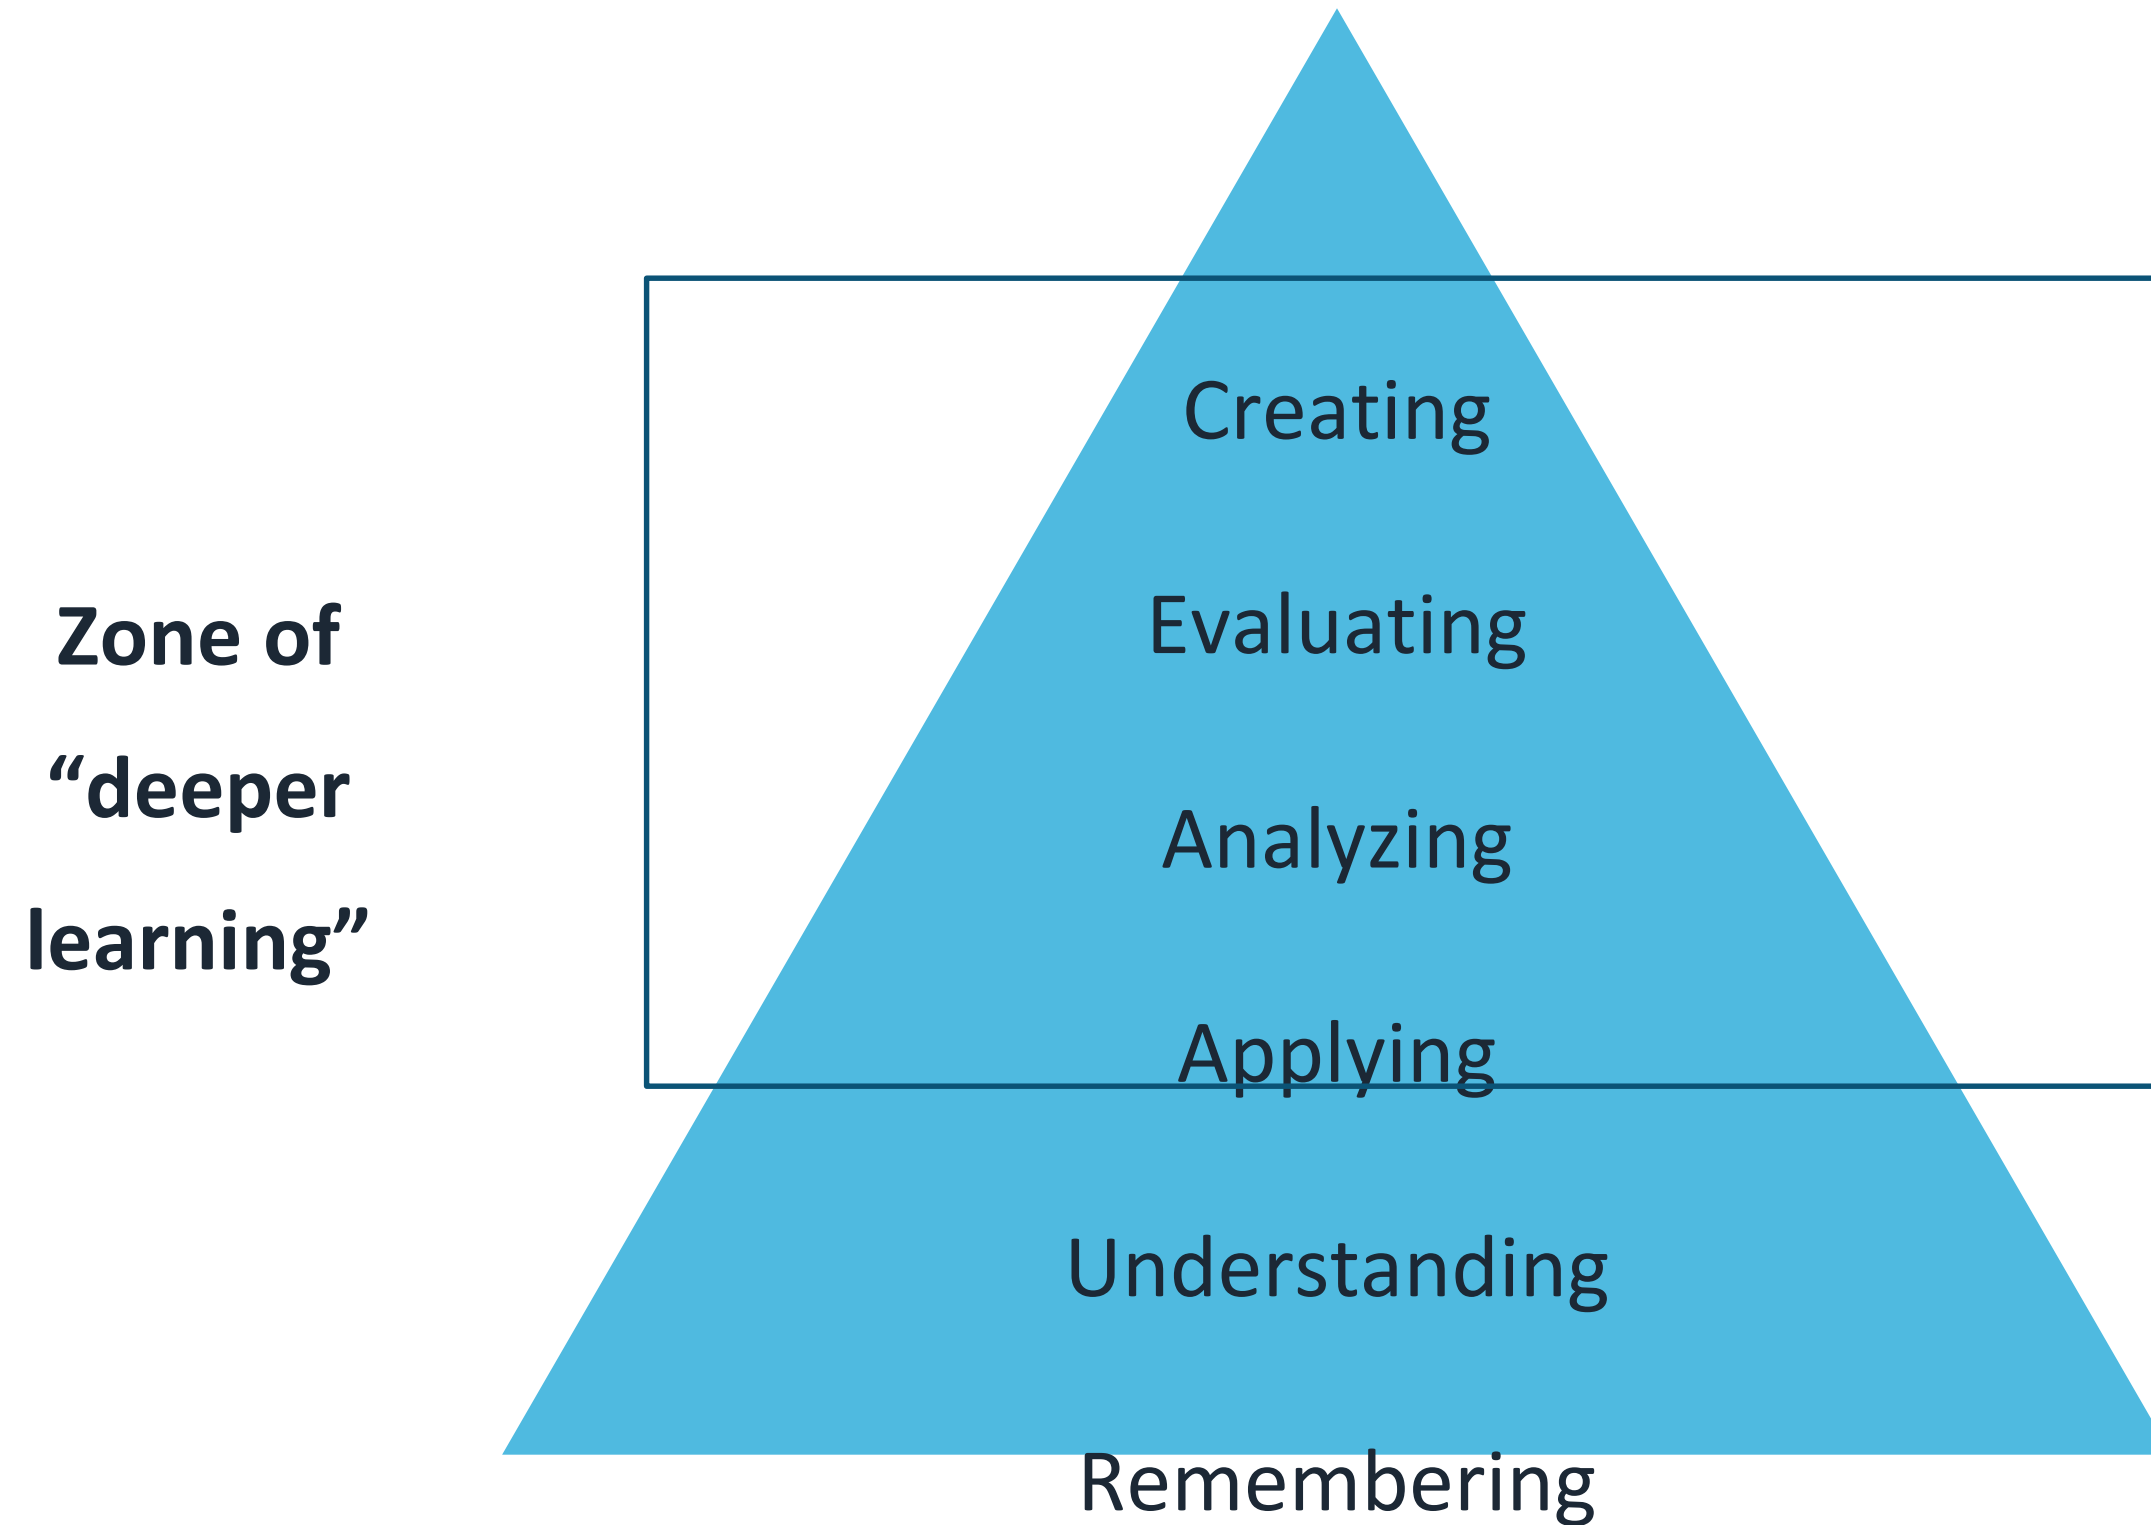 Zone of
“deeper
learning”
Creating
Evaluating
Analyzing
Applying
Understanding
Remembering